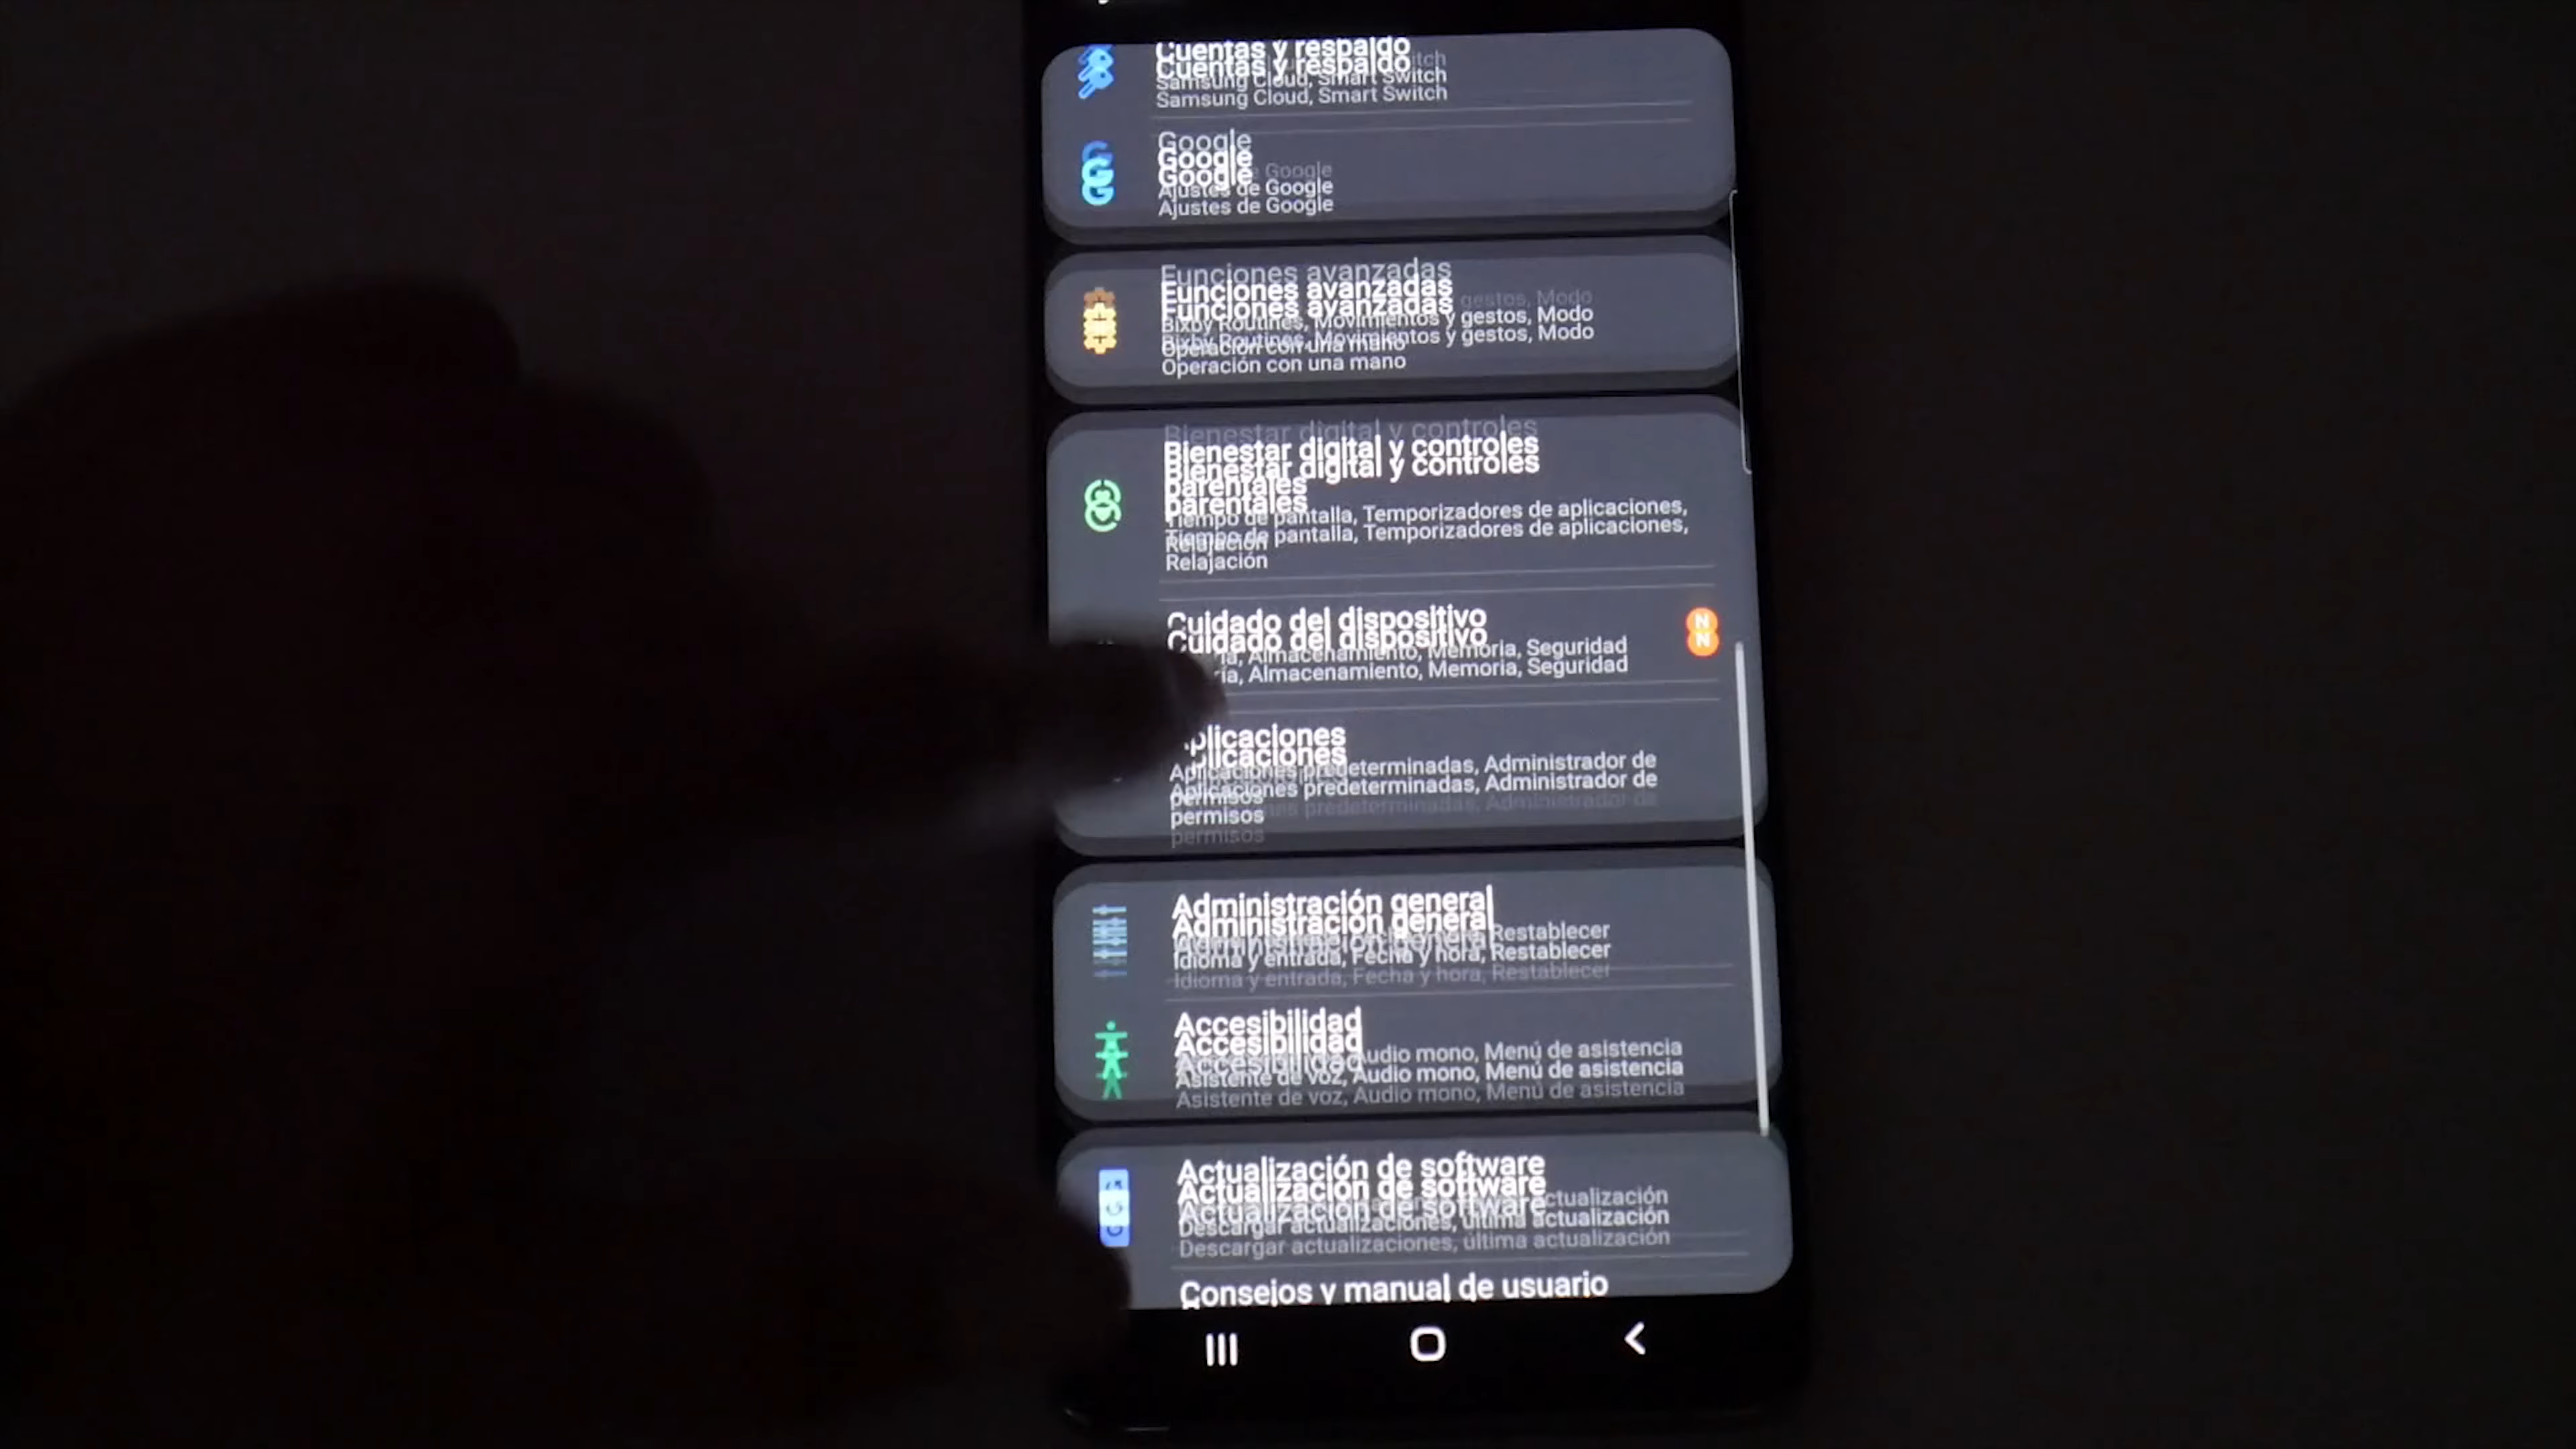 Cuentas y respaldo
Samsung Cloud, Smart Switch
Google
Ajustes de Google
Funciones avanzadas
Bixby Routines, Movimientos y gestos, Modo
Operación con una mano
Bienestar digital y controles
parentales
Tiempo de pantalla, Temporizadores de aplicaciones,
Relajación
Cuidado del dispositivo
N
ría, Almacenamiento, Memoria, Seguridad
plicaciones
Aplicaciones predeterminadas, Administrador de
permisos
Administración general
Idioma y entrada, Fecha y hora, Restablecer
Accesibilidad
Asistente de voz, Audio mono, Menú de asistencia
Actualización de software
Descargar actualizaciones, última actualización
Consejos y manual de usuario